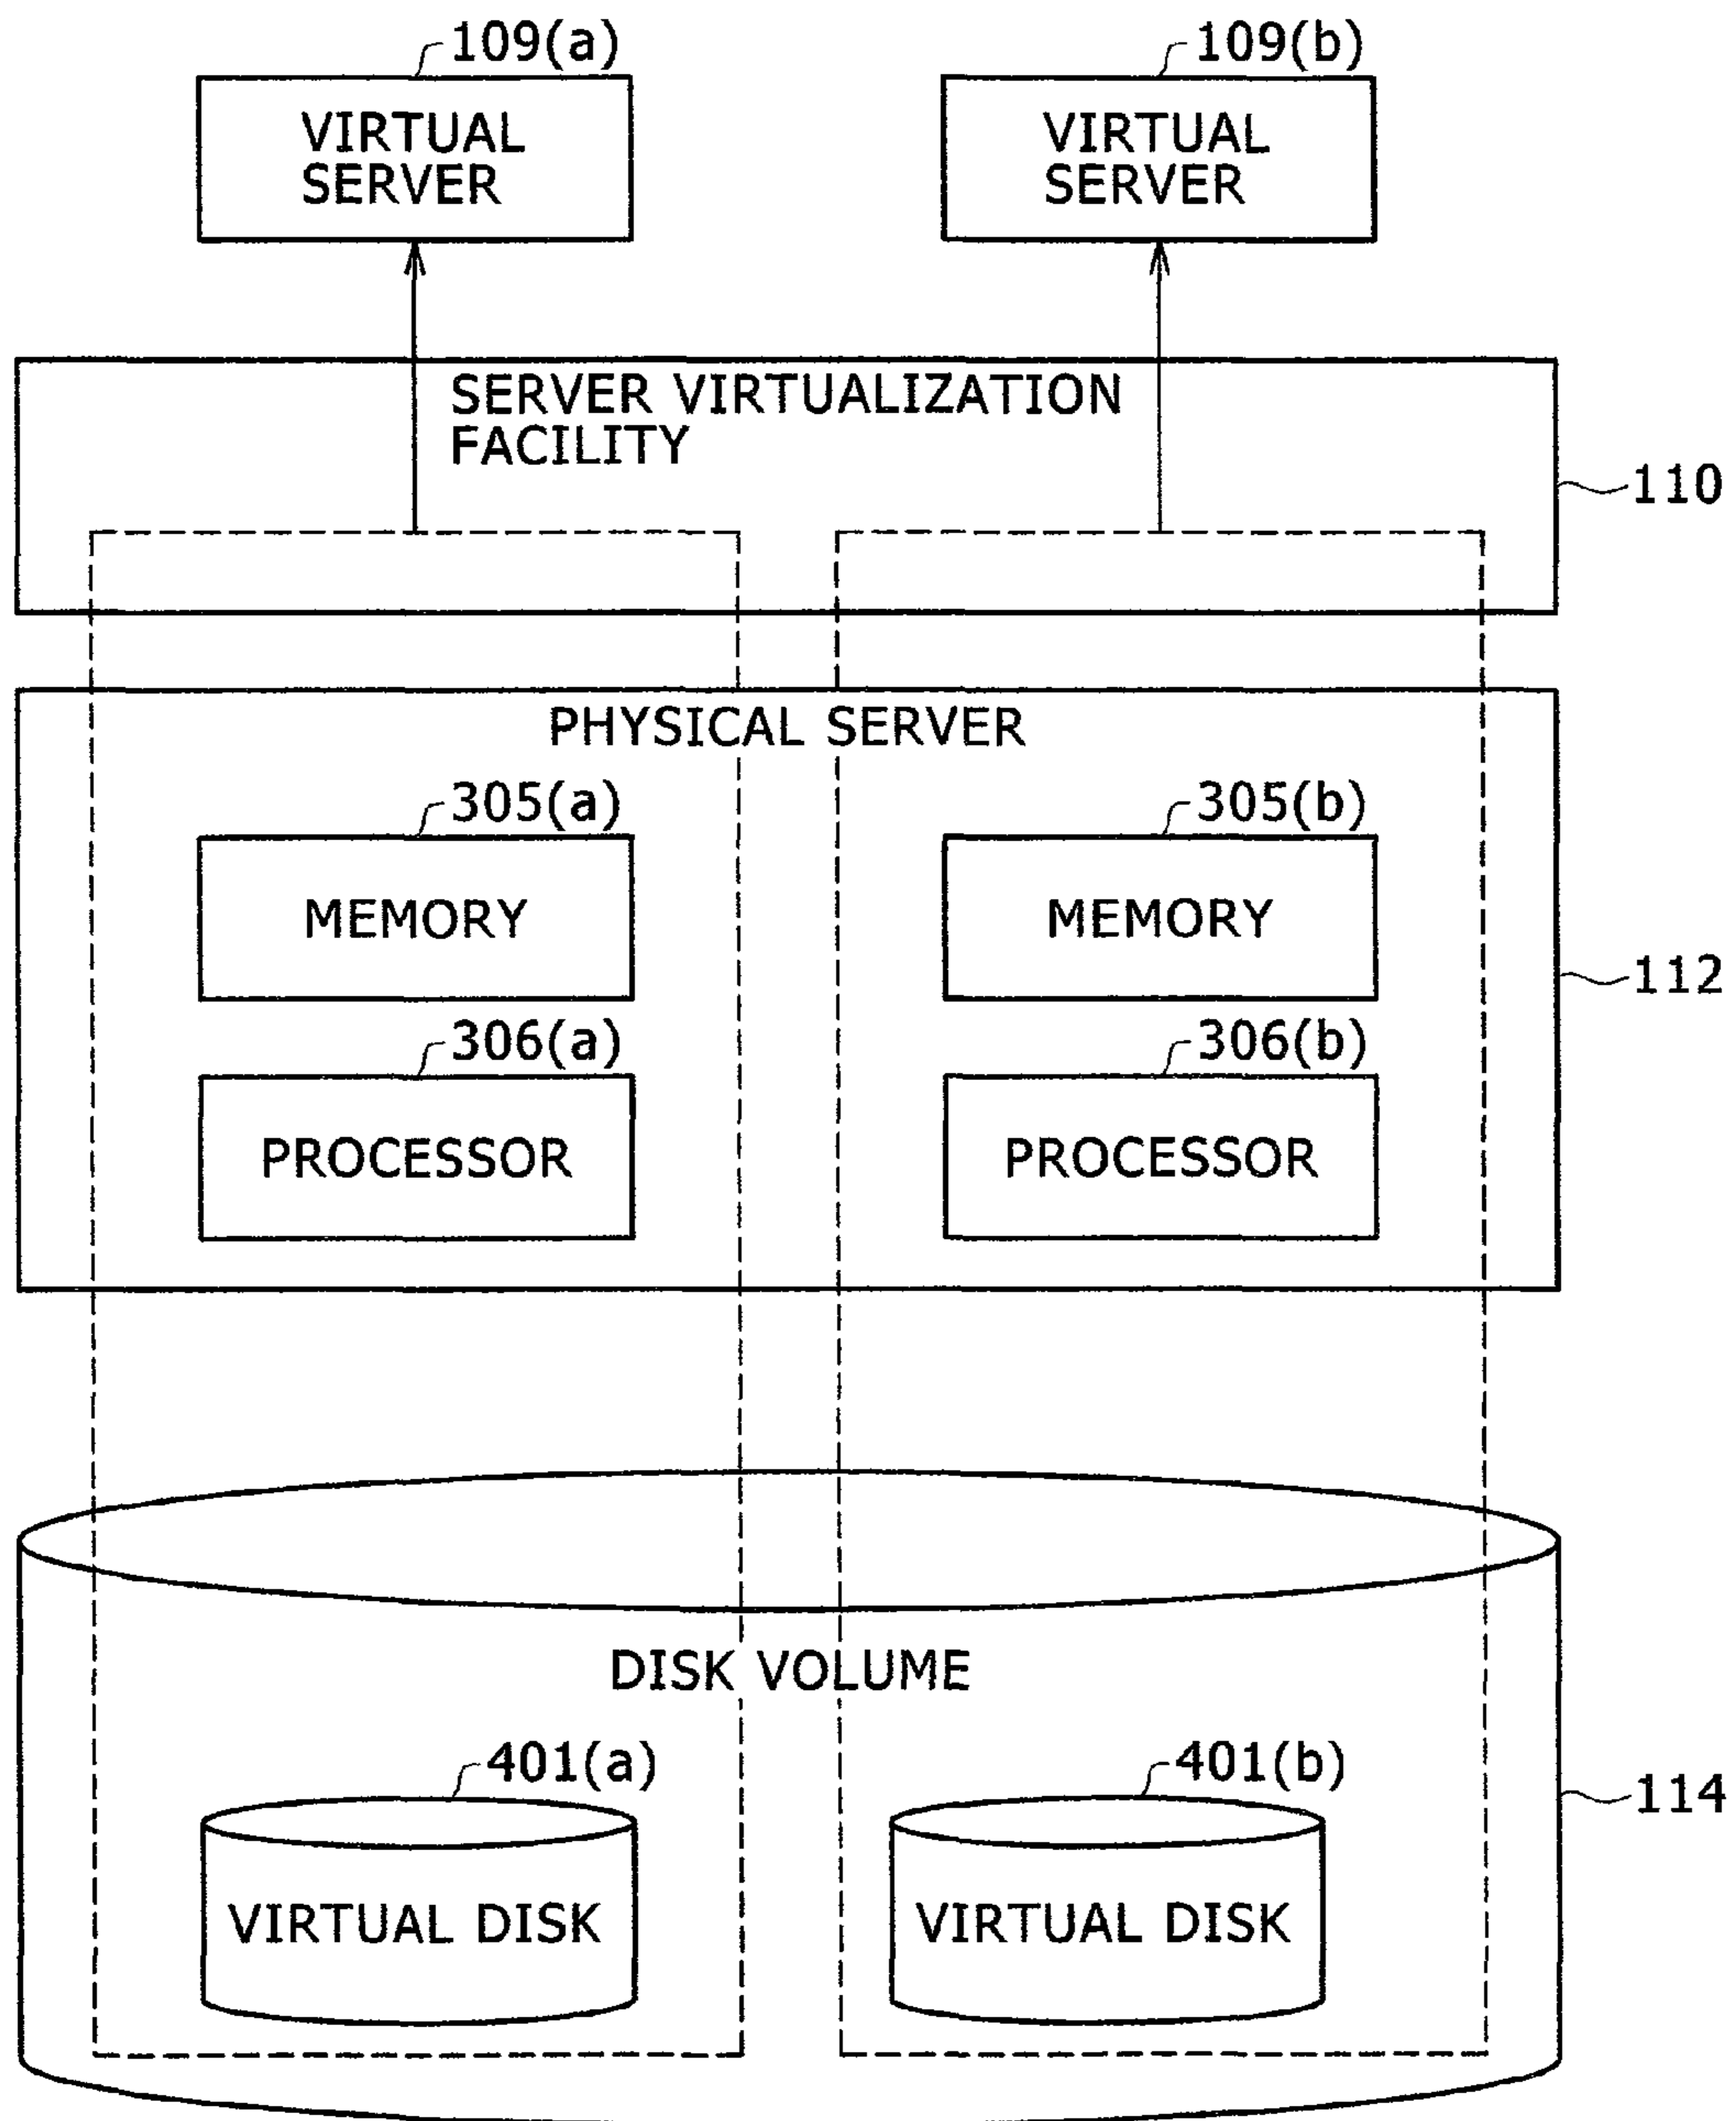 109(a)
109(b)
VIRTUAL
SERVER
VIRTUAL
SERVER
SERVER VIRTUALIZATION
FACILITY
110
PHYSICAL SERVER
305(a)
305(b)
MEMORY
MEMORY
112
306(a)
306(b)
PROCESSOR
PROCESSOR
DISK VOLUME
401(a)
401(b)
114
VIRTUAL DISK
VIRTUAL DISK